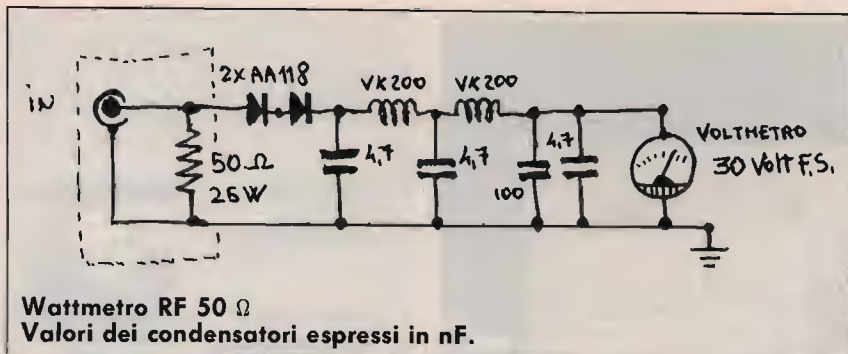 iN
2xAA118
VK200
VK200
50Ω
25W
4,7
4,7
100
4,7
VOLTMETRO
30 Volt F.S.
Wattmetro RF 50 Ω
Valori dei condensatori espressi in nF.